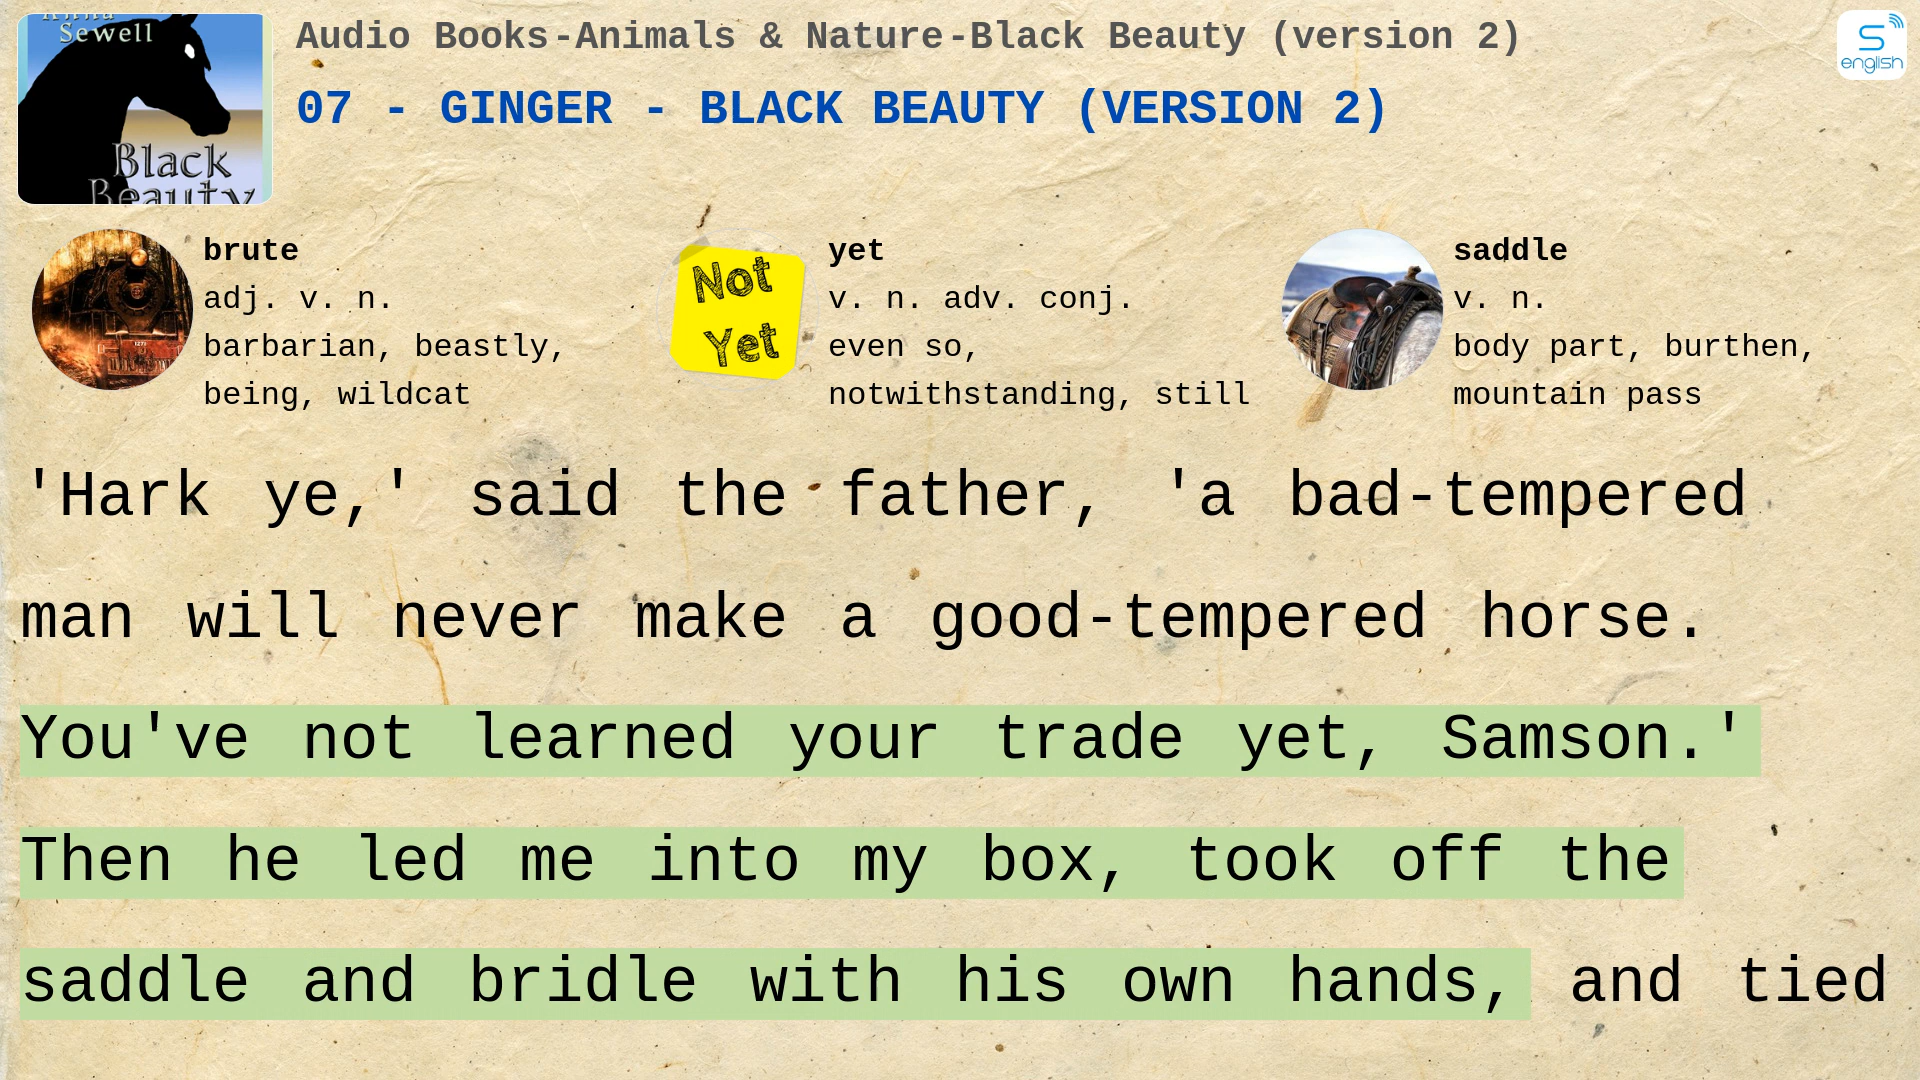 Anna
Sewell
Black
Beauty
Audio Books-Animals & Nature-Black Beauty (version 2)
07 - GINGER - BLACK BEAUTY (VERSION 2)
S
english
brute
adj. v. n.
barbarian, beastly,
being, wildcat
1271
Not
Yet
yet
v. n. adv. conj.
even so,
notwithstanding, still
saddle
v. n.
body part, burthen,
mountain pass
'Hark ye,' said the father, 'a bad-tempered
man will never make a good-tempered horse.
You've not learned your trade yet, Samson.'
Then he led me into my box, took off the
saddle and bridle with his own hands, and tied